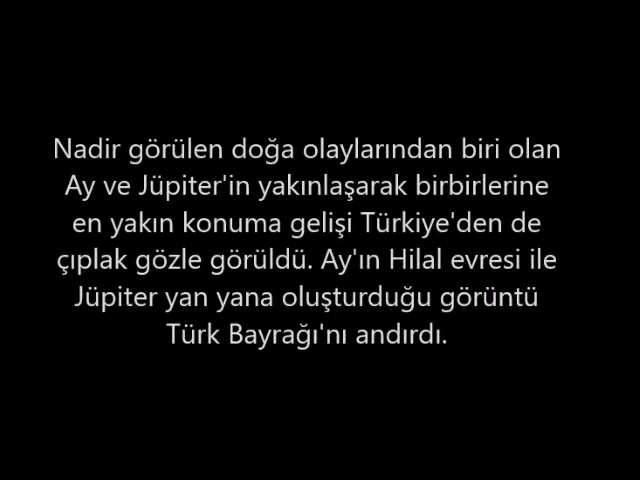 Nadir görülen doğa olaylarından biri olan
Ay ve Jüpiter'in yakınlaşarak birbirlerine
en yakın konuma gelişi Türkiye'den de
çıplak gözle görüldü. Ay'ın Hilal evresi ile
Jüpiter yan yana oluşturduğu görüntü
Türk Bayrağı'nı andırdı.